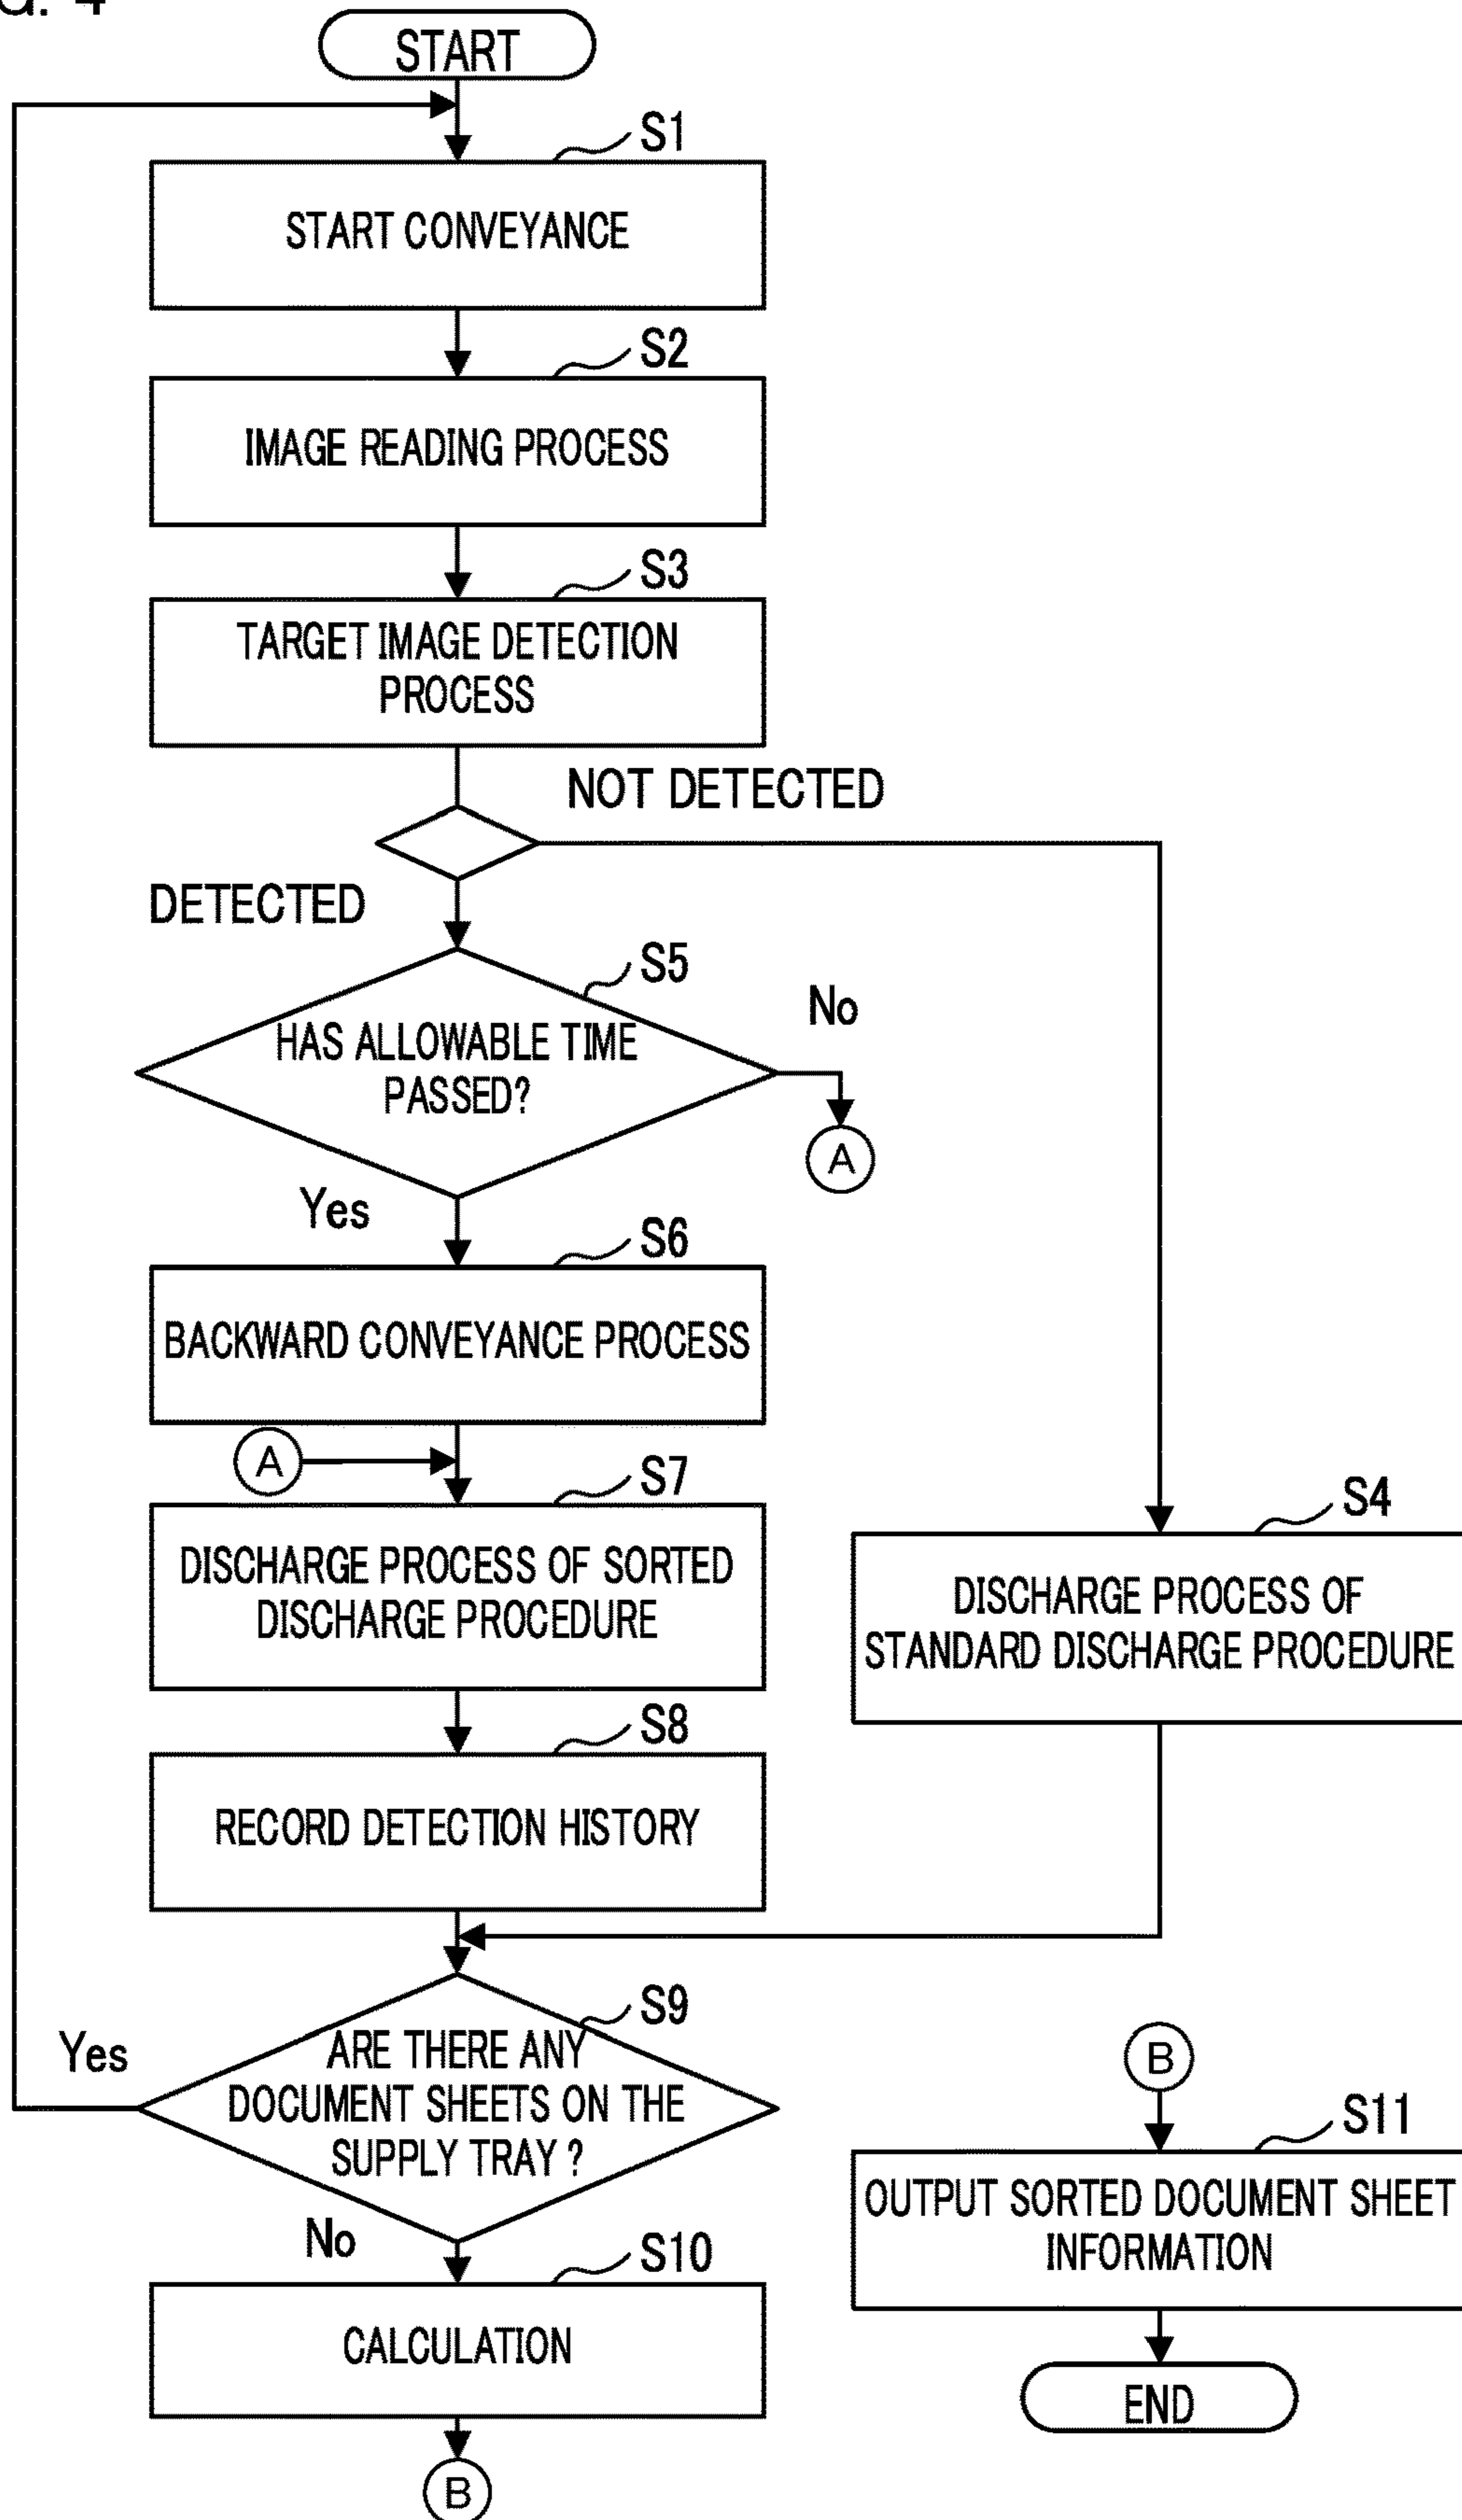 G. 4
START
S1
START CONVEYANCE
S2
IMAGE READING PROCESS
S3
TARGET IMAGE DETECTION
PROCESS
NOT DETECTED
DETECTED
S5
HAS ALLOWABLE TIME
PASSED?
No
A
Yes
S6
BACKWARD CONVEYANCE PROCESS
A
S7
DISCHARGE PROCESS OF SORTED
DISCHARGE PROCEDURE
S4
DISCHARGE PROCESS OF
STANDARD DISCHARGE PROCEDURE
S8
RECORD DETECTION HISTORY
S9
ARE THERE ANY
DOCUMENT SHEETS ON THE
SUPPLY TRAY ?
Yes
No
S10
CALCULATION
B
B
S11
OUTPUT SORTED DOCUMENT SHEET
INFORMATION
END